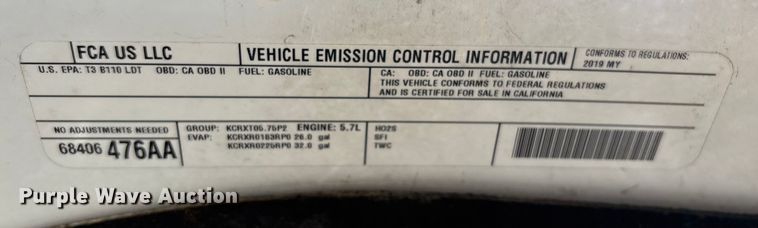 FCA US LLC
VEHICLE EMISSION CONTROL INFORMATION
CONFORMS TO REGULATIONS:
2019 MY
U.S. EPA: T3 B110 LDT OBD: CA OBD II FUEL: GASOLINE
CA: OBD: CA OBD II FUEL: GASOLINE
THIS VEHICLE CONFORMS TO FEDERAL REGULATIONS
AND IS CERTIFIED FOR SALE IN CALIFORNIA
NO ADJUSTMENTS NEEDED
68406 476AA
GROUP: KCRXT05.75P2 ENGINE: 5.7L
EVAP: KCRXR0183RP0 26.0 gal
KCRXR0225RP0 32.0 gal
HO2S
SFI
TWC
Purple Wave Auction